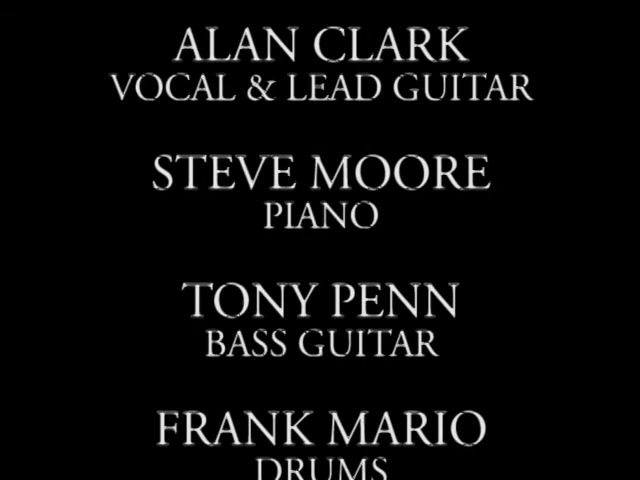 ALAN CLARK
VOCAL & LEAD GUITAR
STEVE MOORE
PIANO
TONY PENN
BASS GUITAR
FRANK MARIO
DRUMS